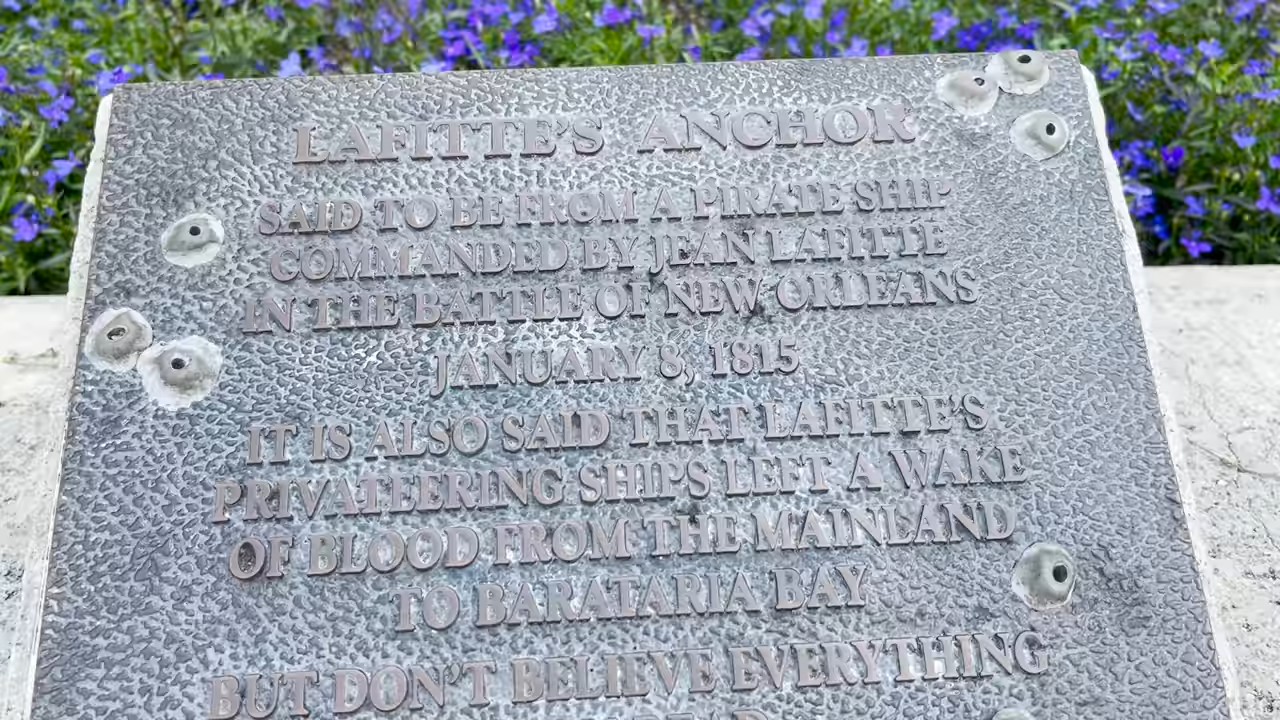 LAFITTE'S ANCHOR
SAID TO BE FROM A PIRATE SHIP
COMMANDED BY JEAN LAFITTE
IN THE BATTLE OF NEW ORLEANS
JANUARY 8, 1815
IT IS ALSO SAID THAT LAFITTE'S
PRIVATEERING SHIPS LEFT A WAKE
OF BLOOD FROM THE MAINLAND
TO BARATARIA BAY
BUT DON'T BELIEVE EVERYTHING